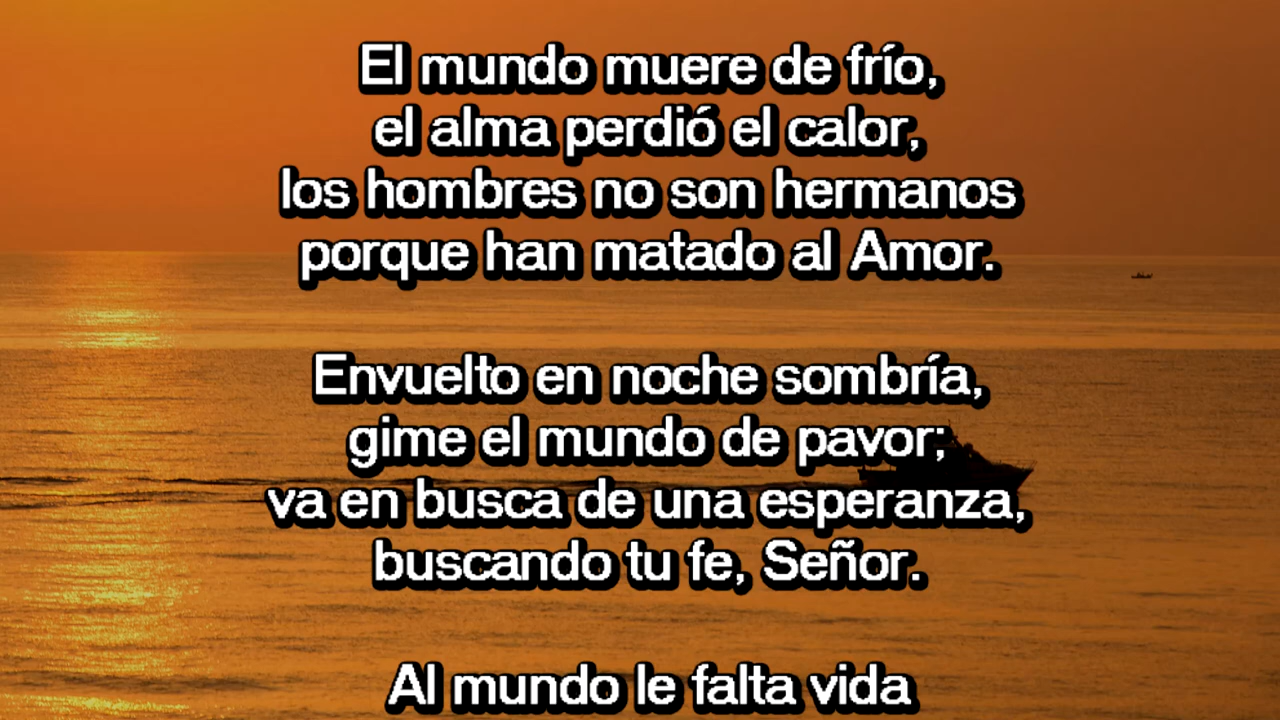 El mundo muere de frío,
el alma perdió el calor,
los hombres no son hermanos
porque han matado al Amor.
Envuelto en noche sombría,
gime el mundo de pavor;
va en busca de una esperanza,
buscando tu fe, Señor.
Al mundo le falta vida